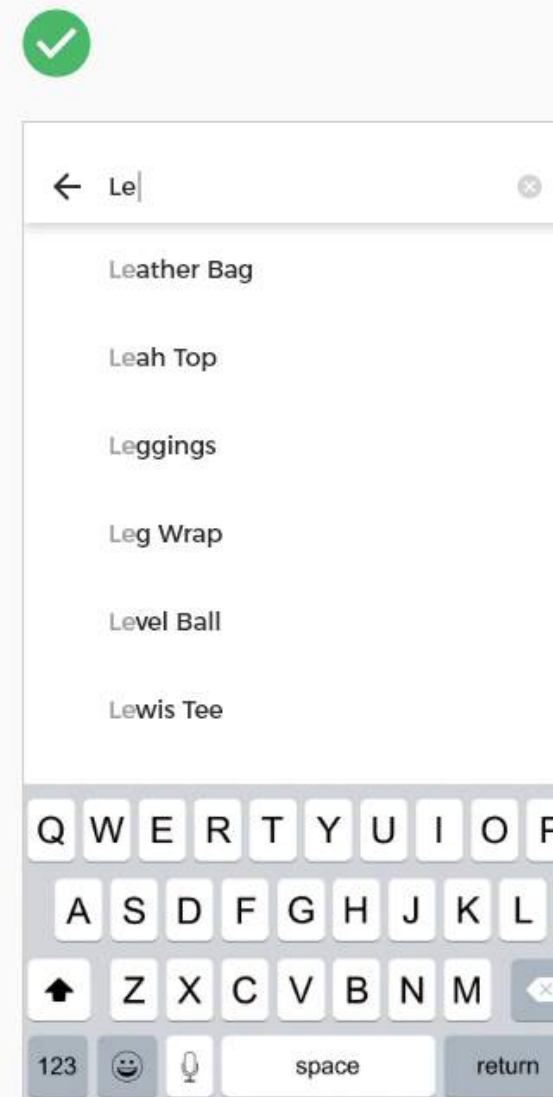 Le
Leather Bag
Leah Top
Leggings
Leg Wrap
Level Ball
Lewis Tee
Q W E R T Y U I O P
A S D F G H J K L
Z X C V B N M
123 space return